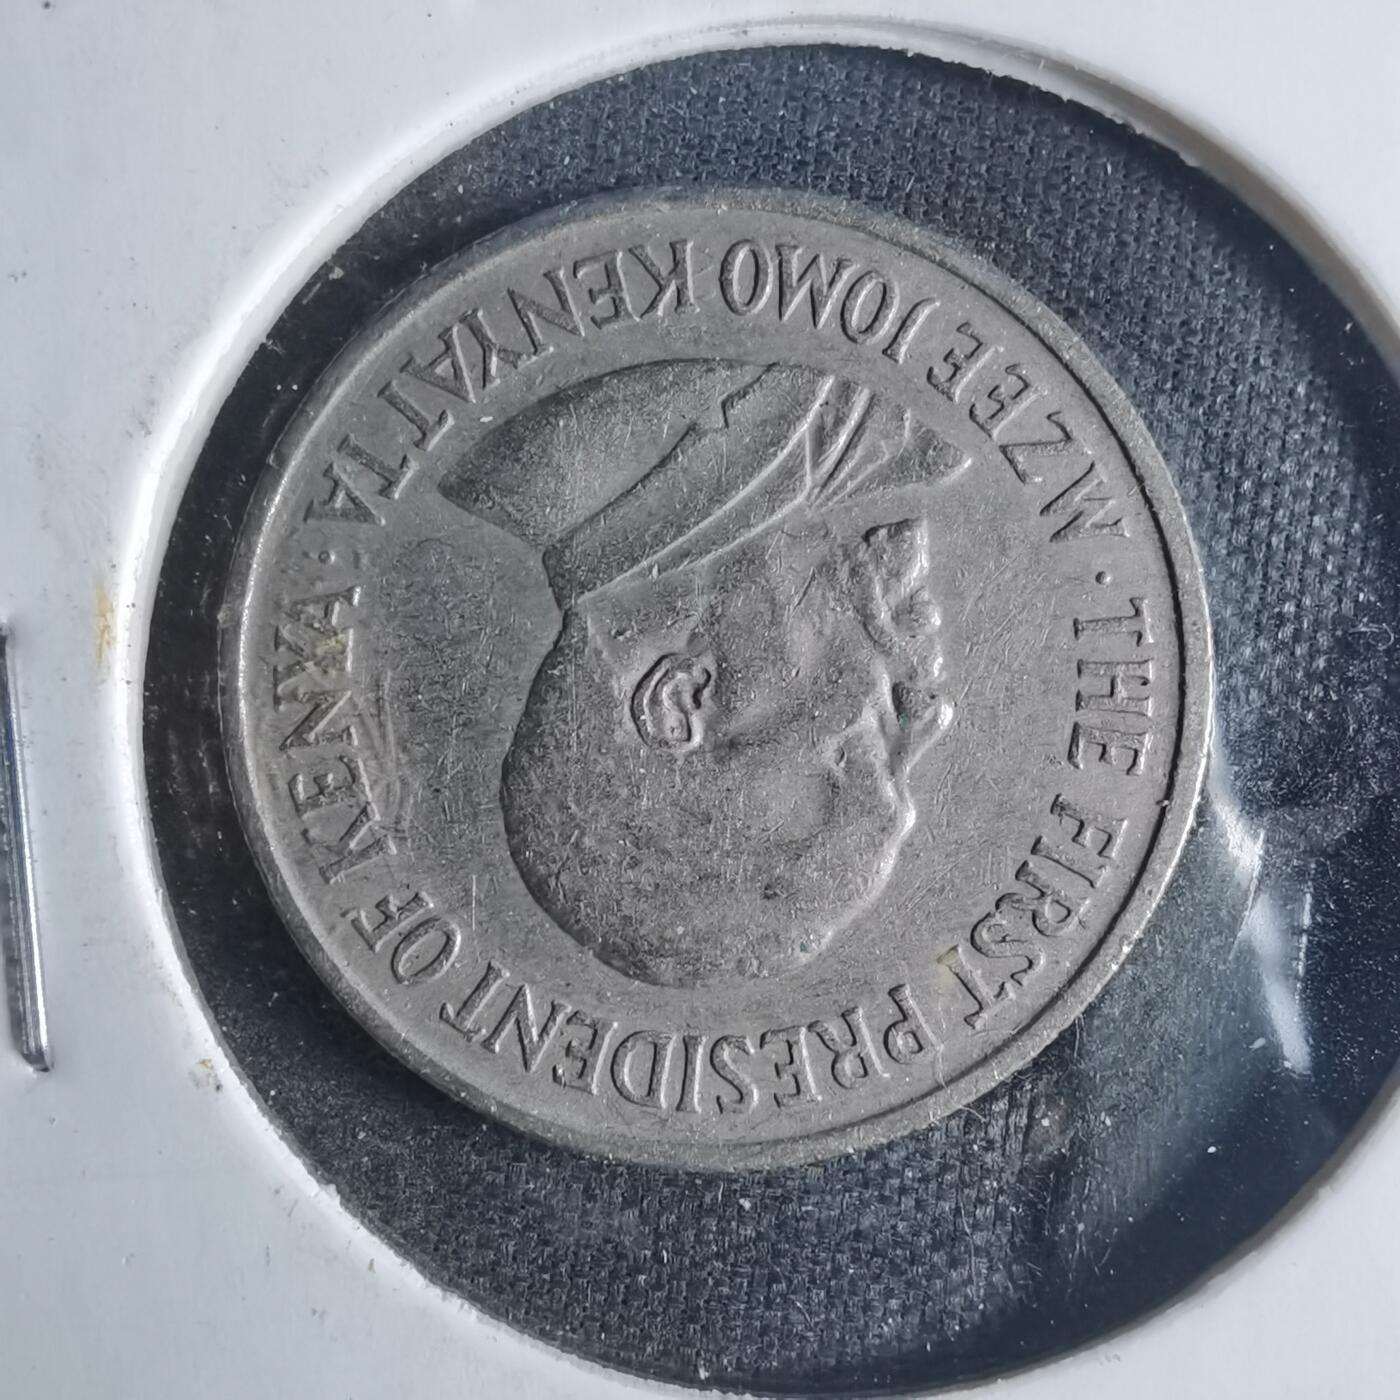 THE FIRST PRESIDENT OF KENYA · MZEE JOMO KENYATTA ·